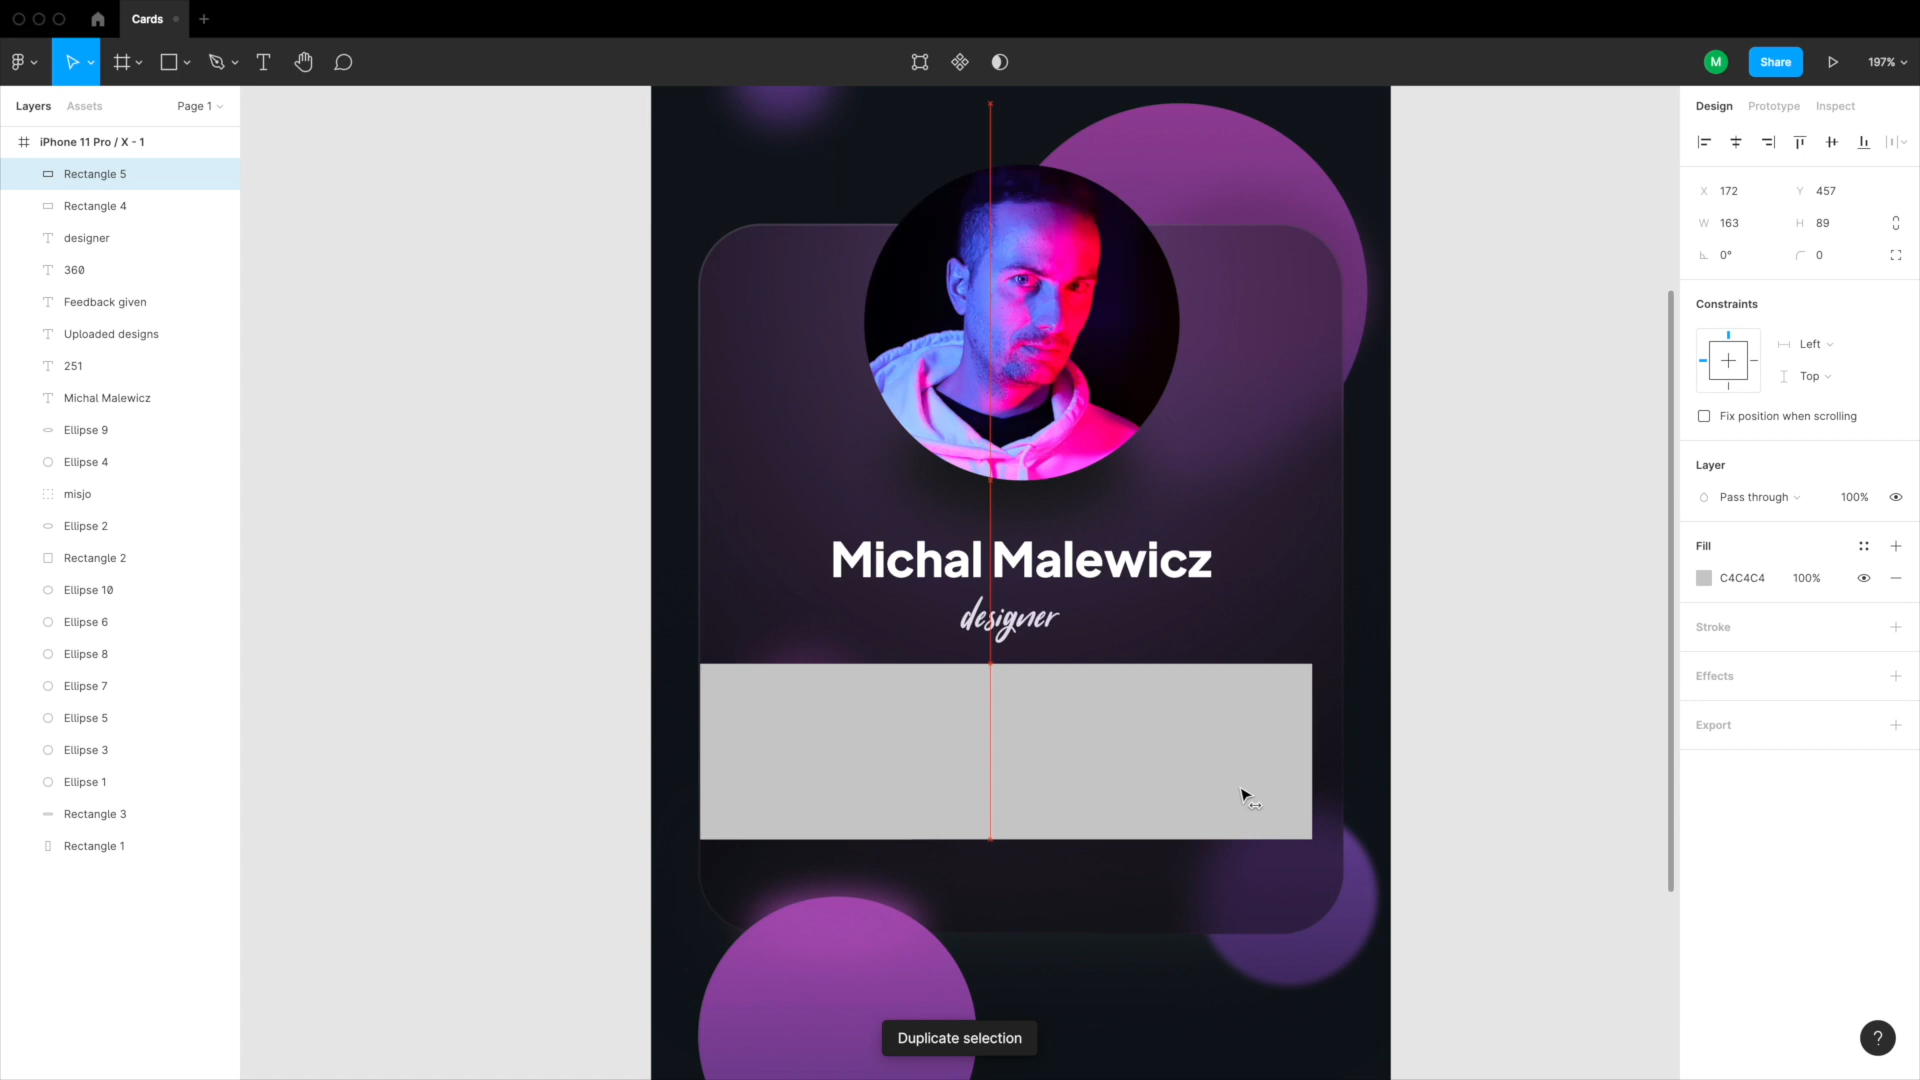 Cards
M
Share
197%
Layers
Assets
Page 1
Design
Prototype
Inspect
iPhone 11 Pro / X - 1
Rectangle 5
Rectangle 4
designer
360
Feedback given
Uploaded designs
251
Michal Malewicz
Ellipse 9
Ellipse 4
misjo
Ellipse 2
Rectangle 2
Ellipse 10
Ellipse 6
Ellipse 8
Ellipse 7
Ellipse 5
Ellipse 3
Ellipse 1
Rectangle 3
Rectangle 1
Michal Malewicz
designer
Duplicate selection
X 172 Y 457
W 163 H 89
0° 0
Constraints
Left
Top
Fix position when scrolling
Layer
Pass through 100%
Fill
C4C4C4 100%
Stroke
Effects
Export
?